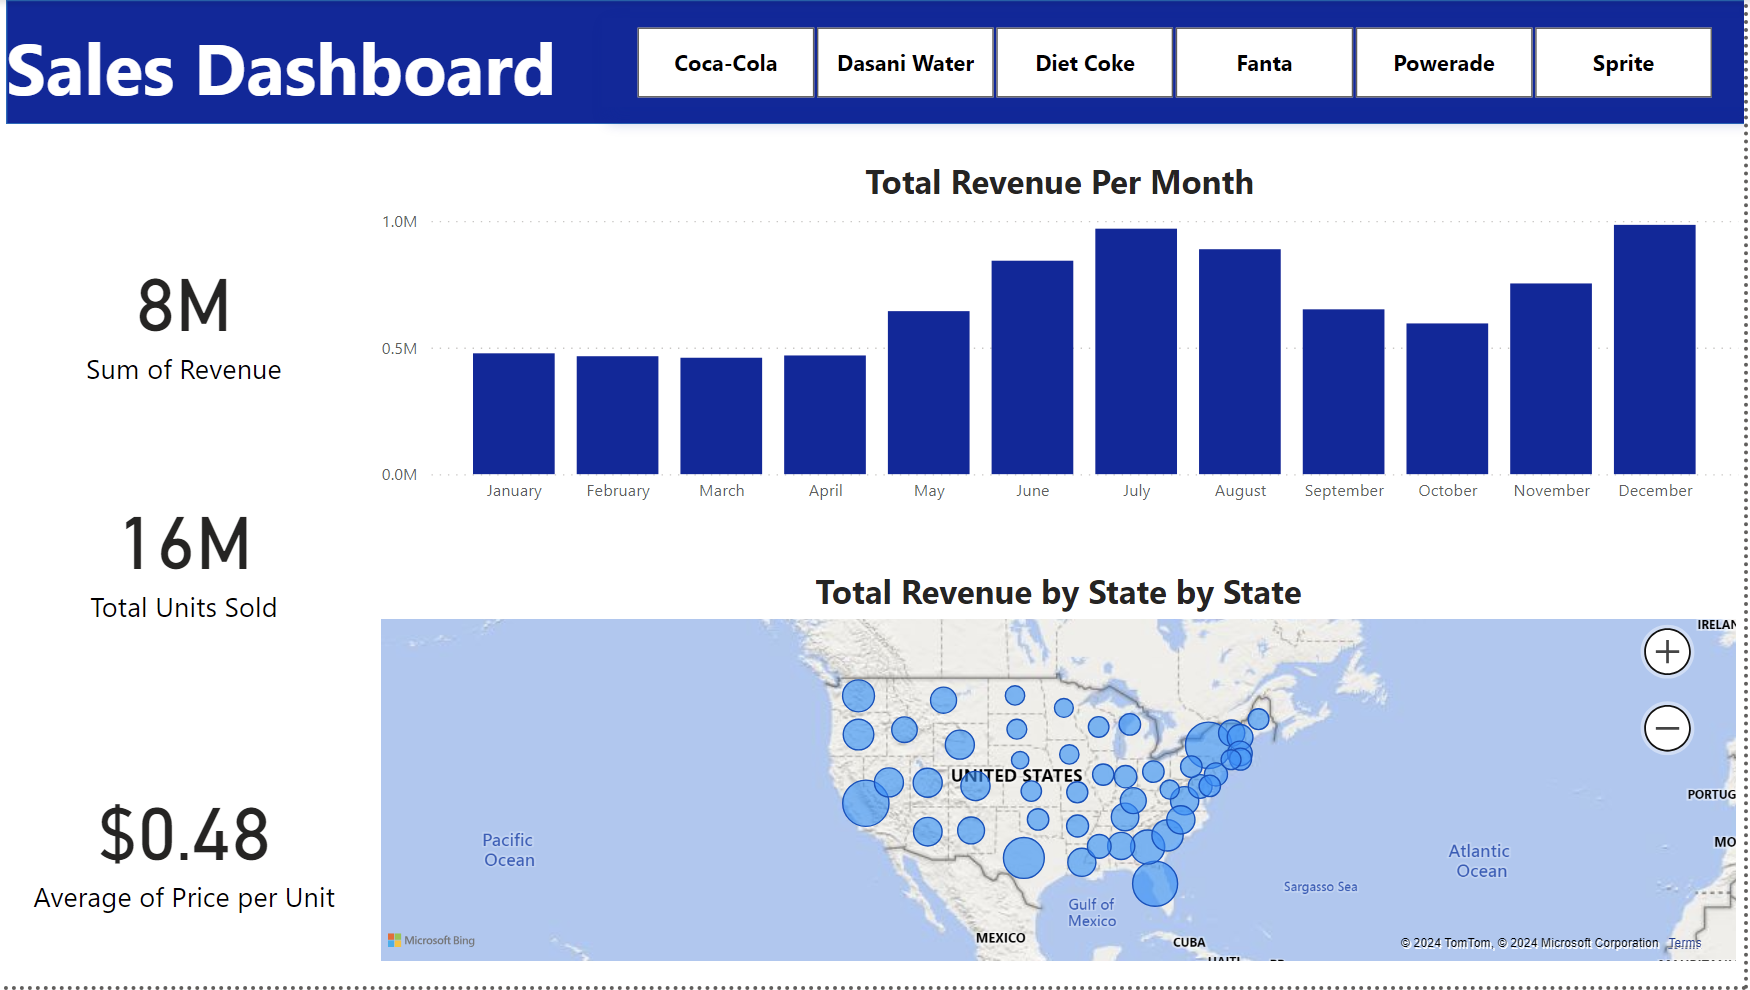 Sales Dashboard
Coca-Cola
Dasani Water
Diet Coke
Fanta
Powerade
Sprite
8M
Sum of Revenue
16M
Total Units Sold
$0.48
Average of Price per Unit
Total Revenue Per Month
1.0M
0.5M
0.0M
January February March April May June July August September October November December
Total Revenue by State by State
IRELAN
UNITED STATES
PORTUG
MO
Pacific
Ocean
Atlantic
Ocean
Sargasso Sea
Gulf of
Mexico
MEXICO
CUBA
Microsoft Bing
© 2024 TomTom, © 2024 Microsoft Corporation Terms